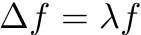 Δf = λf